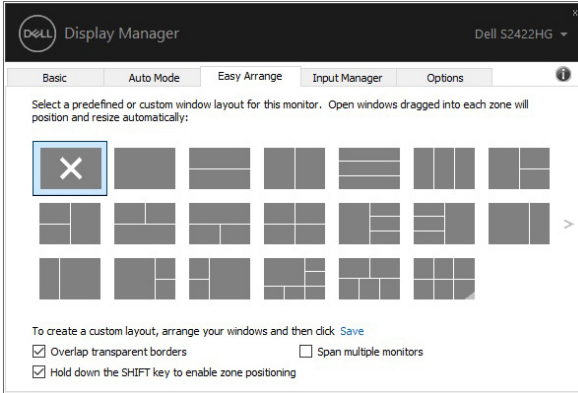 DELL Display Manager
Dell S2422HG
Basic Auto Mode Easy Arrange Input Manager Options
Select a predefined or custom window layout for this monitor. Open windows dragged into each zone will
position and resize automatically:
To create a custom layout, arrange your windows and then click Save
Overlap transparent borders
Span multiple monitors
Hold down the SHIFT key to enable zone positioning